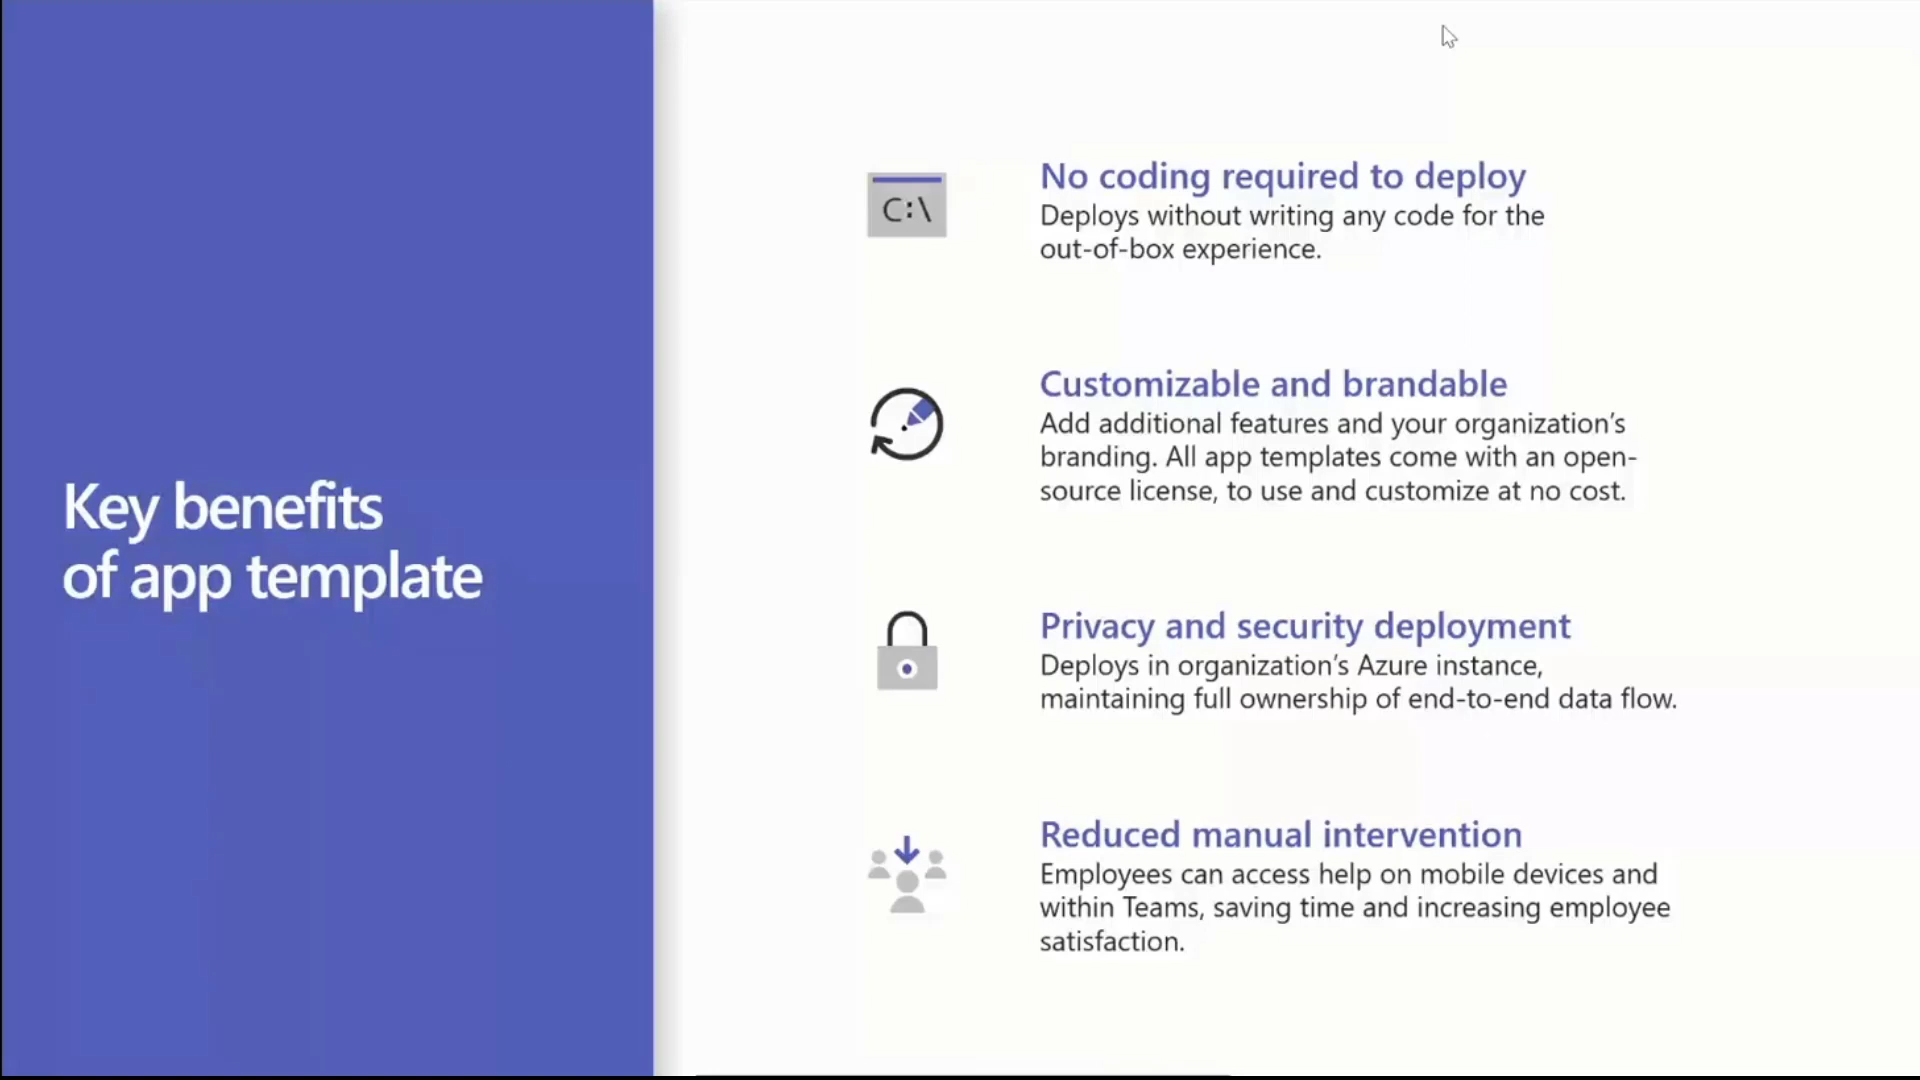 Key benefits
of app template
C:\
No coding required to deploy
Deploys without writing any code for the
out-of-box experience.
Customizable and brandable
Add additional features and your organization’s
branding. All app templates come with an open-
source license, to use and customize at no cost.
Privacy and security deployment
Deploys in organization’s Azure instance,
maintaining full ownership of end-to-end data flow.
Reduced manual intervention
Employees can access help on mobile devices and
within Teams, saving time and increasing employee
satisfaction.